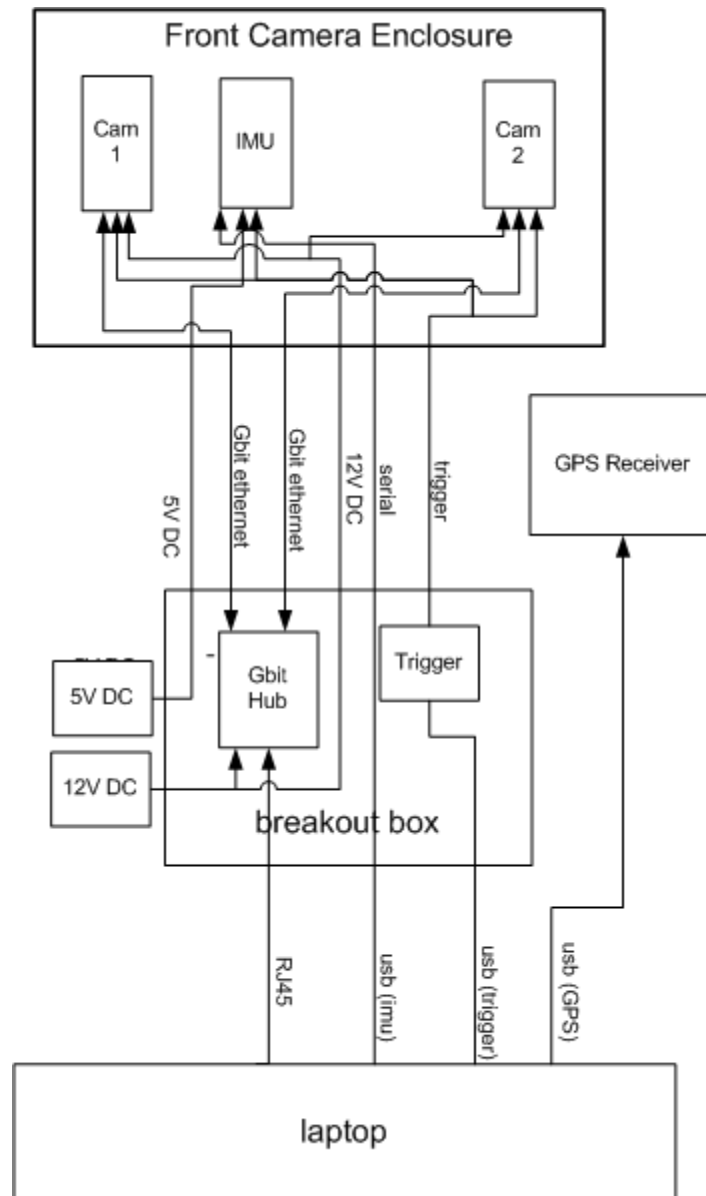 Front Camera Enclosure
Cam
1
IMU
Cam
2
Gbit ethernet
Gbit ethernet
12V DC
serial
trigger
5V DC
GPS Receiver
Gbit
Hub
Trigger
5V DC
12V DC
breakout box
RJ45
usb (imu)
usb (trigger)
usb (GPS)
laptop